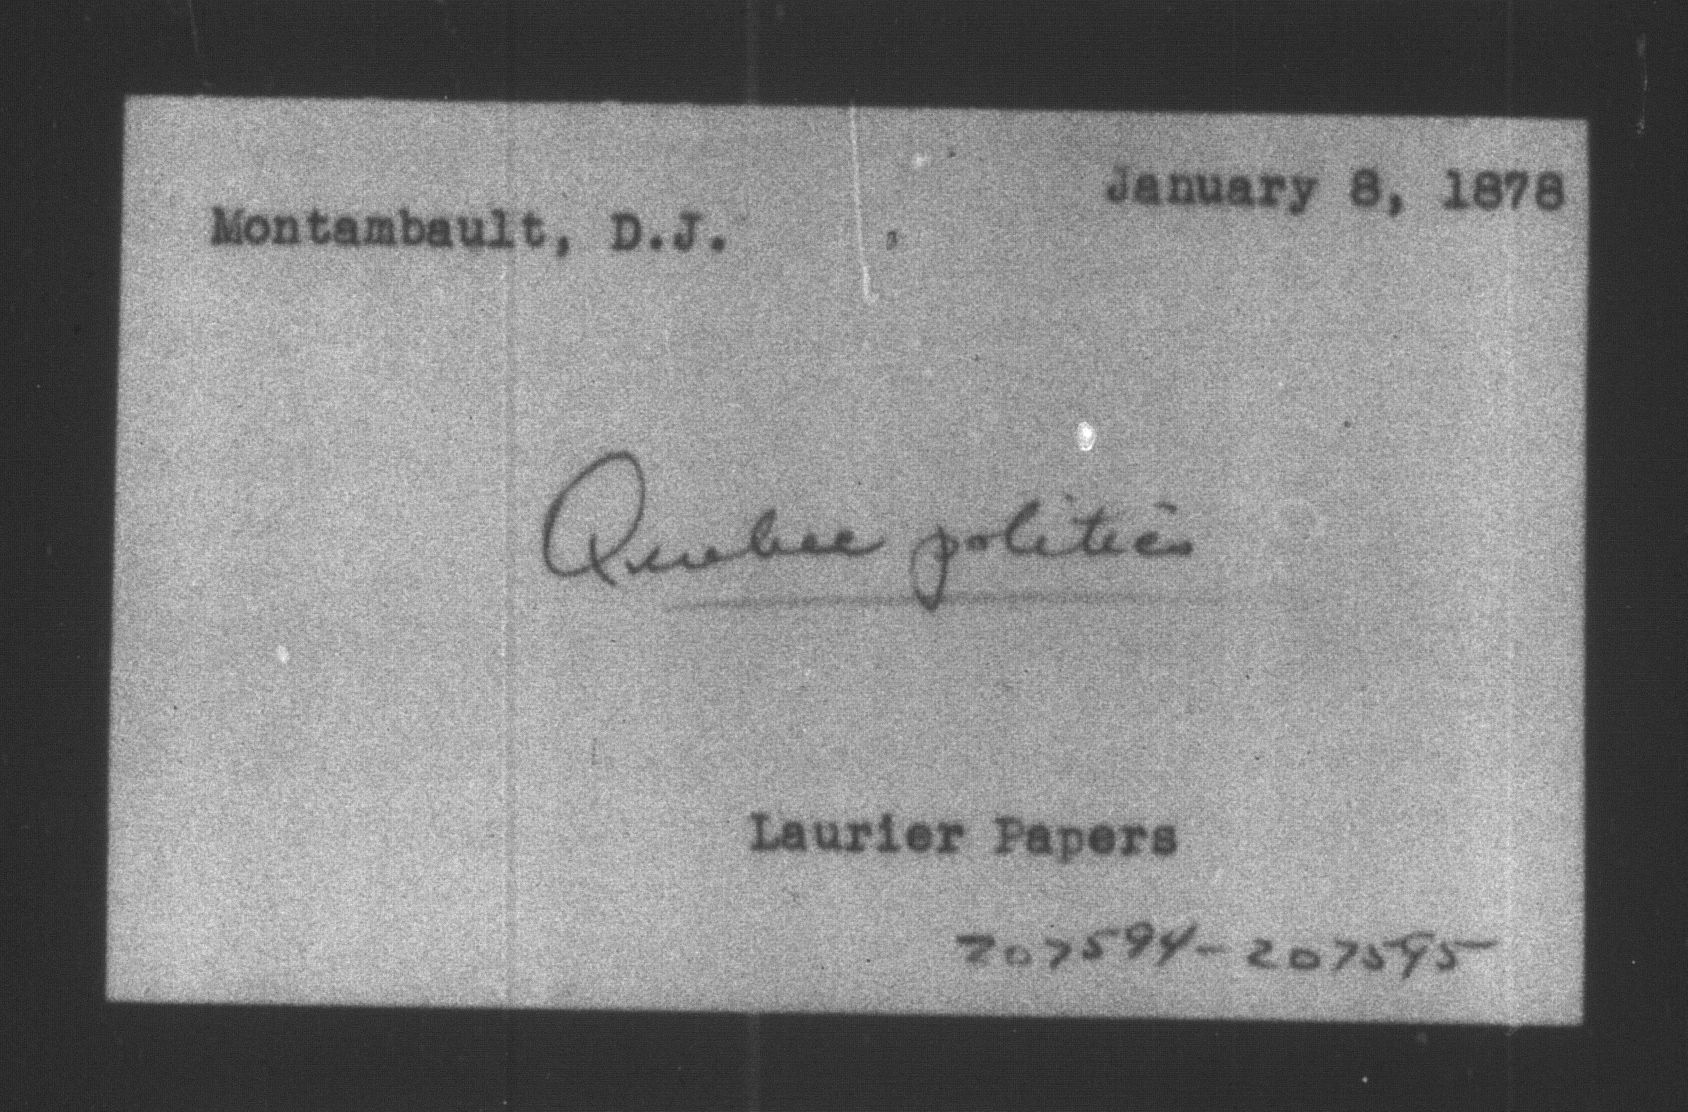 January 8, 1878
Montambault, D.J.
Quebec politics
Laurier Papers
207594-207595